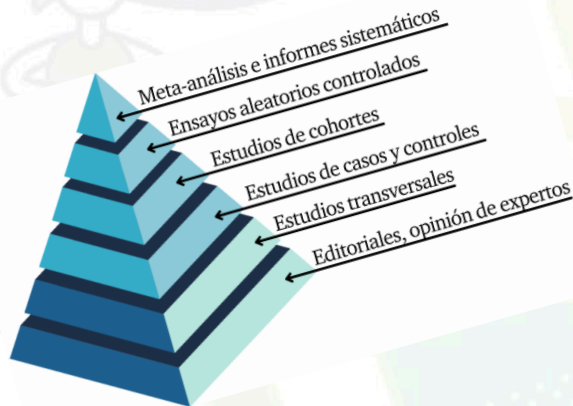 Meta-análisis e informes sistemáticos
Ensayos aleatorios controlados
Estudios de cohortes
Estudios de casos y controles
Estudios transversales
Editoriales, opinión de expertos